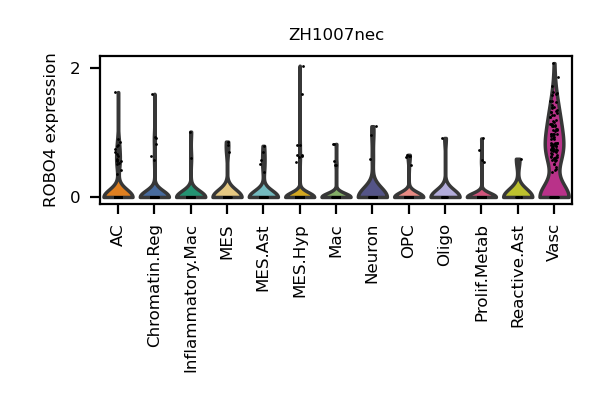 ZH1007nec
ROBO4 expression
2
0
AC
Chromatin.Reg
Inflammatory.Mac
MES
MES.Ast
MES.Hyp
Mac
Neuron
OPC
Oligo
Prolif.Metab
Reactive.Ast
Vasc